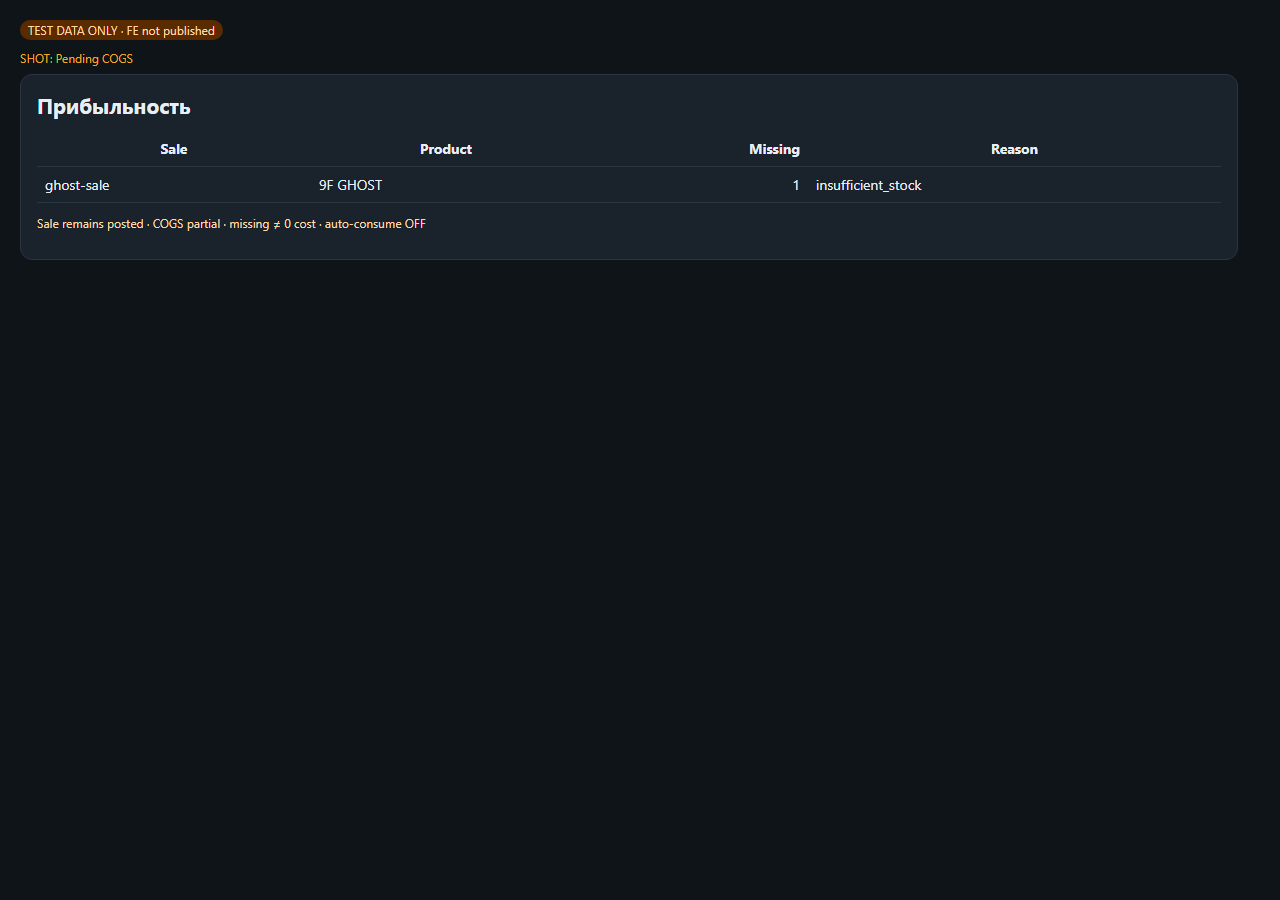 TEST DATA ONLY · FE not published
SHOT: Pending COGS
Прибыльность
Sale Product Missing Reason
ghost-sale 9F GHOST 1 insufficient_stock
Sale remains posted · COGS partial · missing ≠ 0 cost · auto-consume OFF